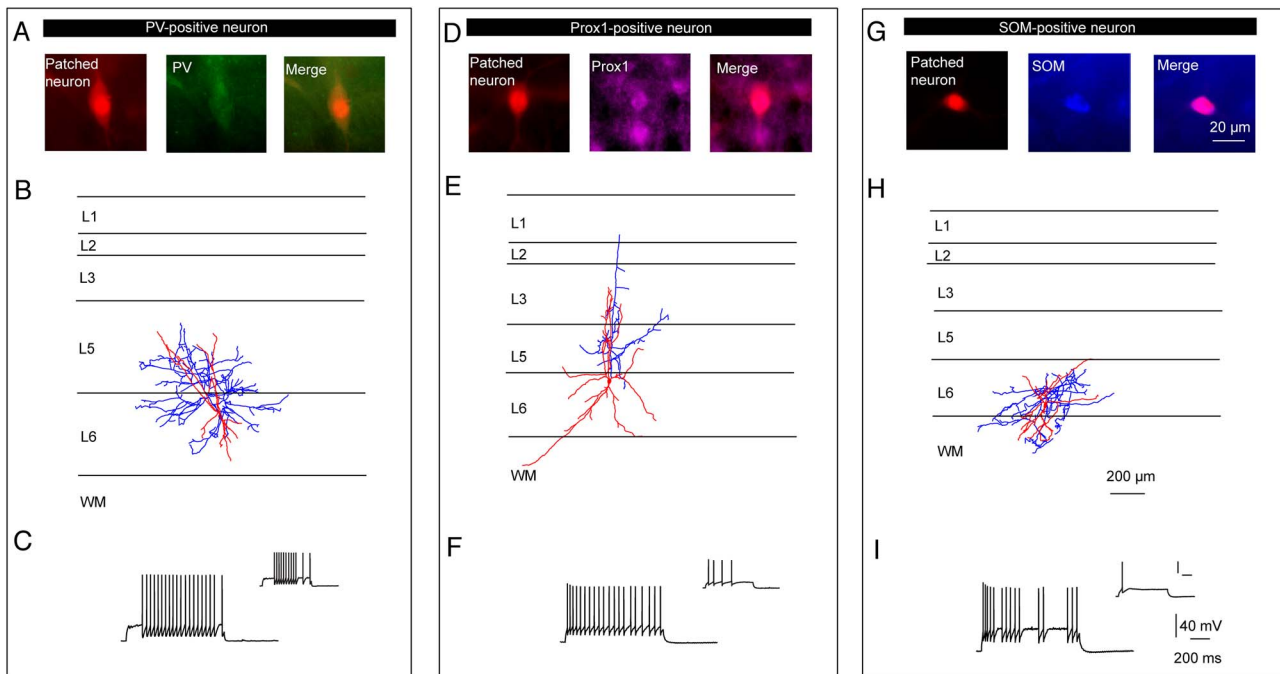 A
PV-positive neuron
Patched
neuron
PV
Merge
B
L1
L2
L3
L5
L6
WM
C
D
Prox1-positive neuron
Patched
neuron
Prox1
Merge
E
L1
L2
L3
L5
L6
WM
F
G
SOM-positive neuron
Patched
neuron
SOM
Merge
20 µm
H
L1
L2
L3
L5
L6
WM
200 µm
I
40 mV
200 ms